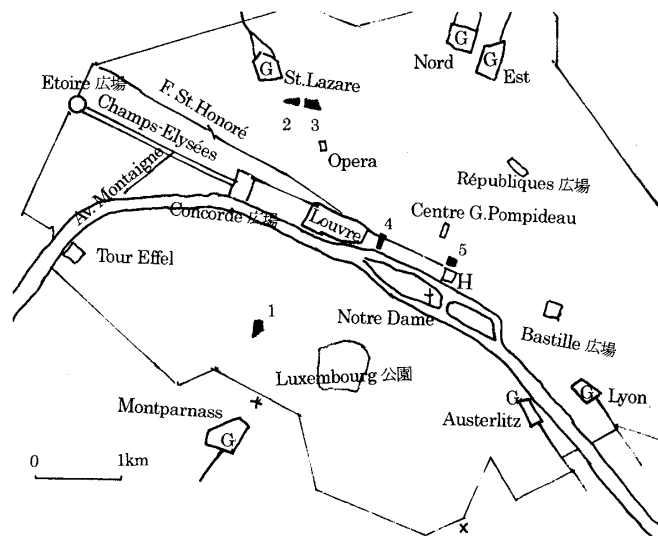 G
G
G
Nord
Est
St.Lazare
Etoire 広場
F. St. Honoré
Champs-Elysées
2
3
Opera
Républiques 広場
Av. Montaigne
Concorde 広場
Louvre
4
Centre G.Pompideau
5
H
Tour Effel
1
Notre Dame
Bastille 広場
Luxembourg 公園
Montparnass
G
G
G
Lyon
Austerlitz
0
1km
x
x